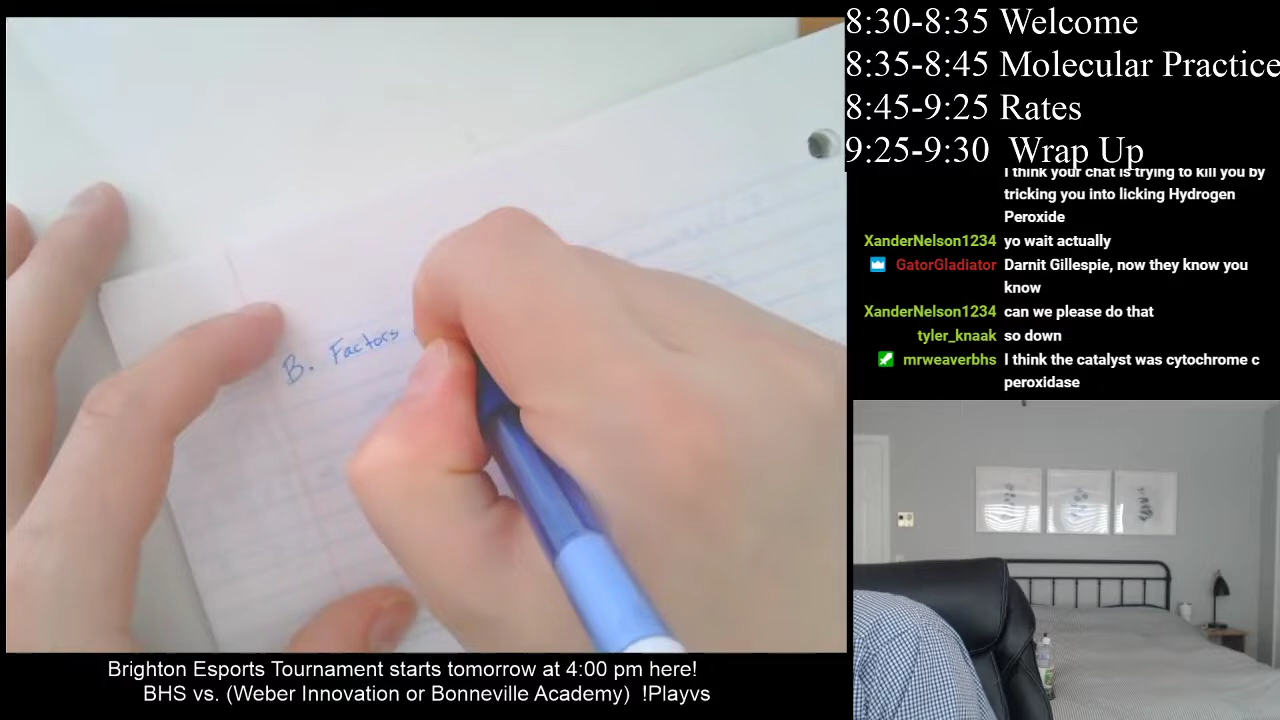 8:30-8:35 Welcome
8:35-8:45 Molecular Practice
8:45-9:25 Rates
9:25-9:30 Wrap Up
I think your chat is trying to kill you by
tricking you into licking Hydrogen
Peroxide
XanderNelson1234 yo wait actually
GatorGladiator Darnit Gillespie, now they know you
know
XanderNelson1234 can we please do that
tyler_knaak so down
mrweaverbhs I think the catalyst was cytochrome c
peroxidase
B. Factors
Brighton Esports Tournament starts tomorrow at 4:00 pm here!
BHS vs. (Weber Innovation or Bonneville Academy) !Playvs